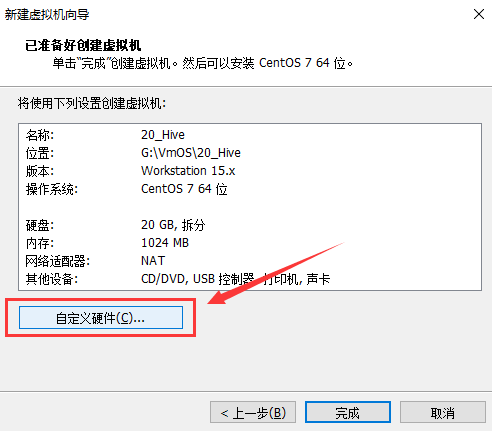 新建虚拟机向导
已准备好创建虚拟机
单击“完成”创建虚拟机。然后可以安装 CentOS 7 64 位。
将使用下列设置创建虚拟机:
名称: 20_Hive
位置: G:\VmOS\20_Hive
版本: Workstation 15.x
操作系统: CentOS 7 64 位
硬盘: 20 GB, 拆分
内存: 1024 MB
网络适配器: NAT
其他设备: CD/DVD, USB 控制器, 打印机, 声卡
自定义硬件(C)...
< 上一步(B) 完成 取消